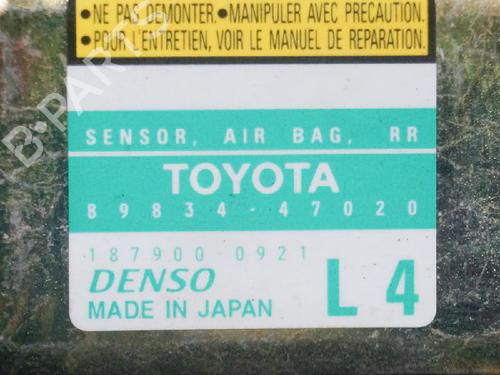 •NE PAS DEMONTER.•MANIPULER AVEC PRECAUTION.
•POUR L'ENTRETIEN, VOIR LE MANUEL DE REPARATION.
SENSOR, AIR BAG, RR
TOYOTA
89834-47020
187900 0921
DENSO
MADE IN JAPAN
L 4
B-PARTS